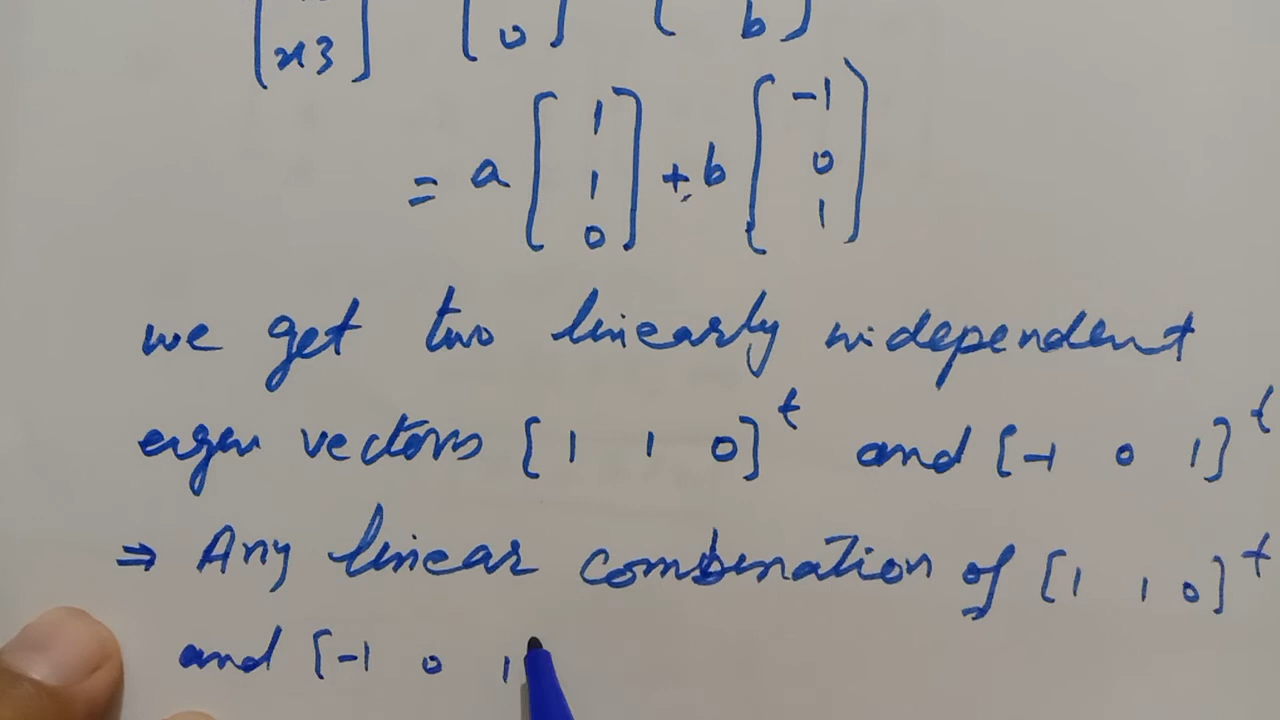 [x3] [0] [b]
= a [1 1 0] + b [-1 0 1]
we get two linearly independent
eigen vectors [1 1 0]^t and [-1 0 1]^t
⇒ Any linear combination of [1 1 0]^t
and [-1 0 1